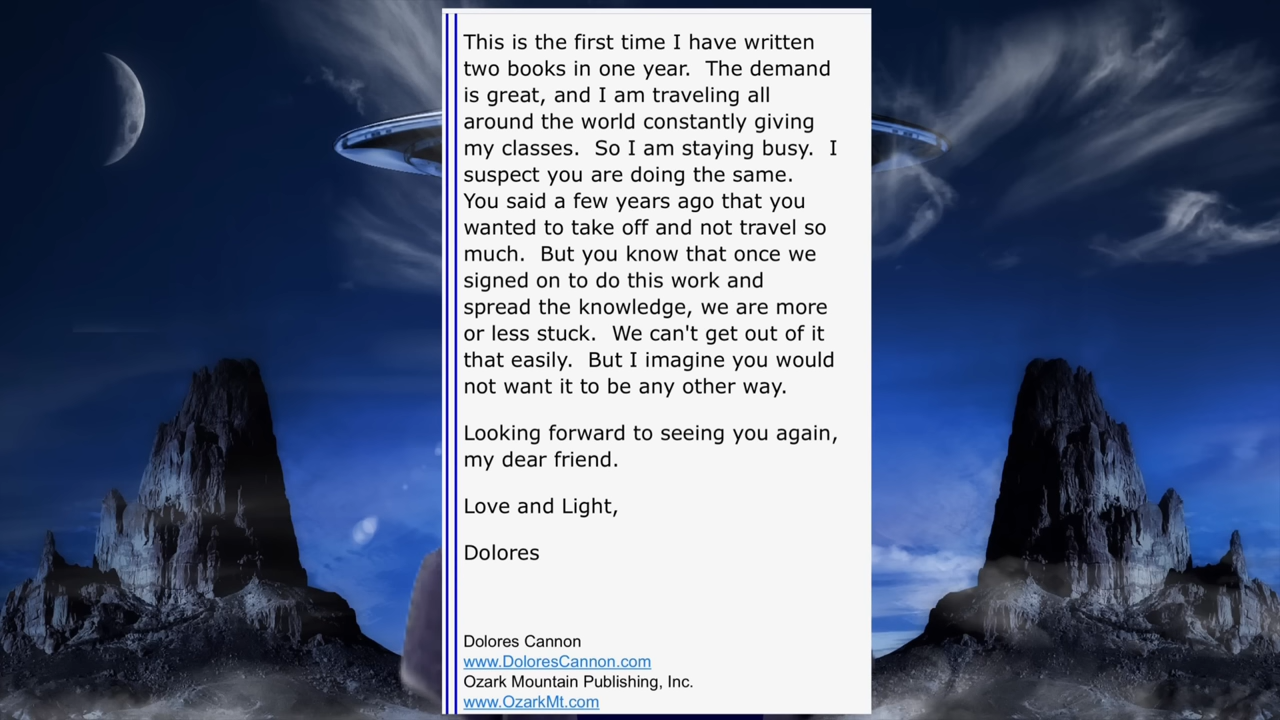 This is the first time I have written
two books in one year.  The demand
is great, and I am traveling all
around the world constantly giving
my classes.  So I am staying busy.  I
suspect you are doing the same.
You said a few years ago that you
wanted to take off and not travel so
much.  But you know that once we
signed on to do this work and
spread the knowledge, we are more
or less stuck.  We can't get out of it
that easily.  But I imagine you would
not want it to be any other way.
Looking forward to seeing you again,
my dear friend.
Love and Light,
Dolores
Dolores Cannon
www.DoloresCannon.com
Ozark Mountain Publishing, Inc.
www.OzarkMt.com